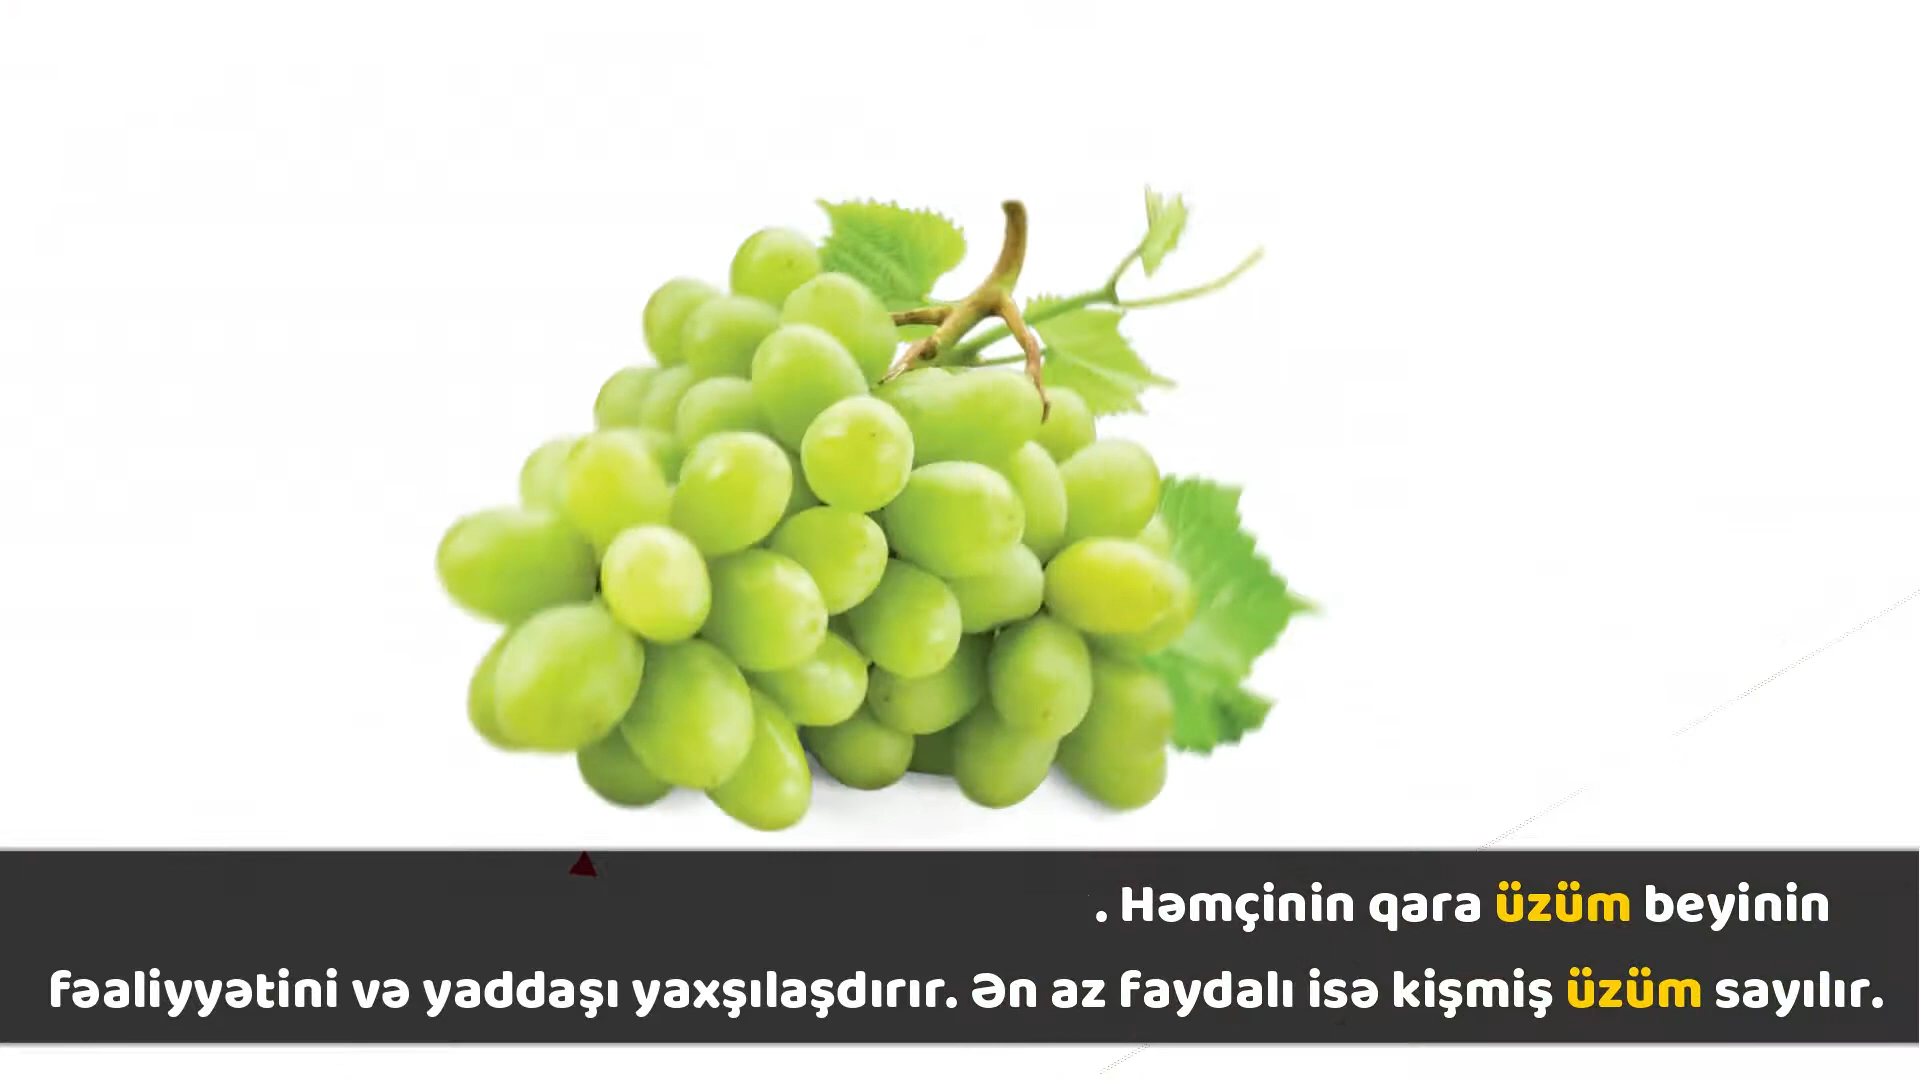 . Həmçinin qara üzüm beyinin
fəaliyyətini və yaddaşı yaxşılaşdırır. Ən az faydalı isə kişmiş üzüm sayılır.